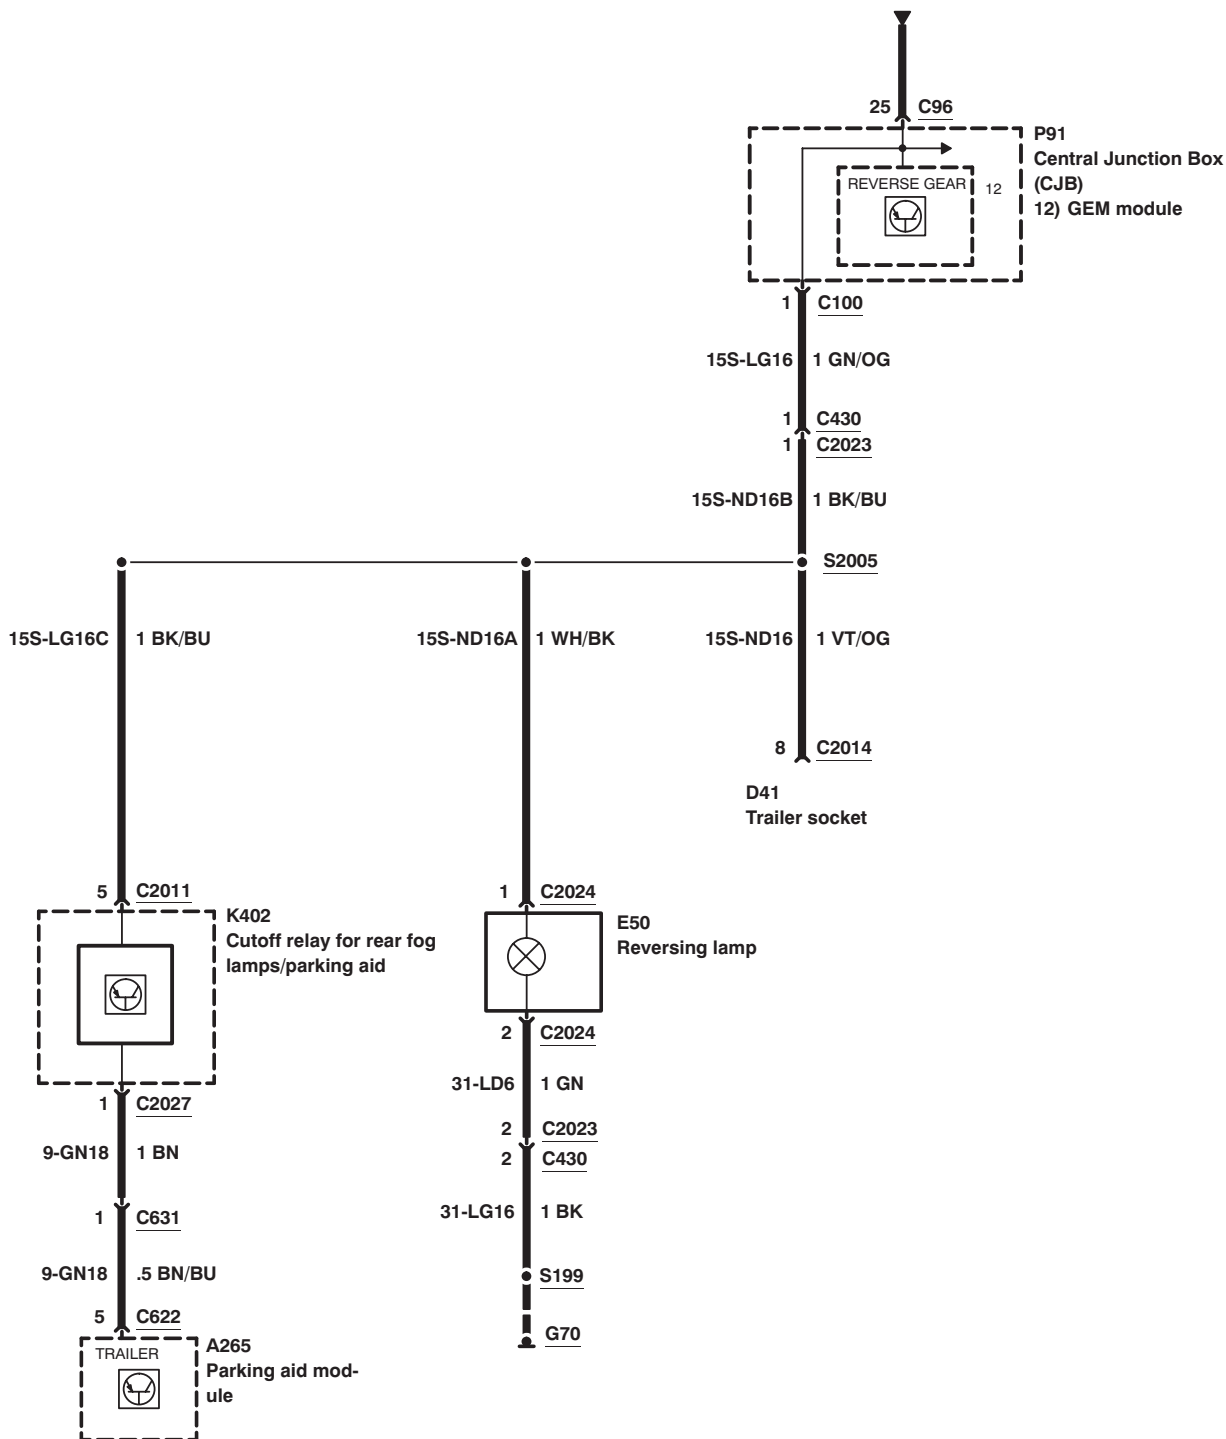 25 C96
P91
Central Junction Box
(CJB)
12) GEM module
REVERSE GEAR 12
1 C100
15S-LG16 1 GN/OG
1 C430
1 C2023
15S-ND16B 1 BK/BU
S2005
15S-LG16C 1 BK/BU
15S-ND16A 1 WH/BK
15S-ND16 1 VT/OG
8 C2014
D41
Trailer socket
5 C2011
K402
Cutoff relay for rear fog
lamps/parking aid
1 C2024
E50
Reversing lamp
2 C2024
31-LD6 1 GN
1 C2027
2 C2023
9-GN18 1 BN
2 C430
31-LG16 1 BK
1 C631
9-GN18 .5 BN/BU
S199
5 C622
G70
TRAILER
A265
Parking aid mod-
ule